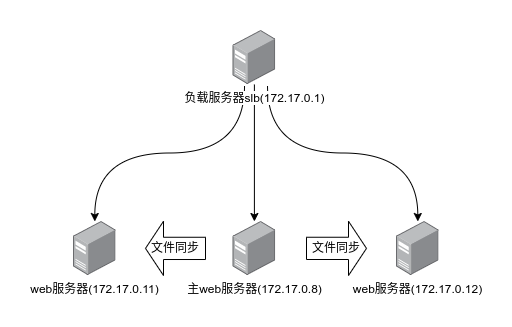 负载服务器slb(172.17.0.1)
文件同步
文件同步
web服务器(172.17.0.11)
主web服务器(172.17.0.8)
web服务器(172.17.0.12)